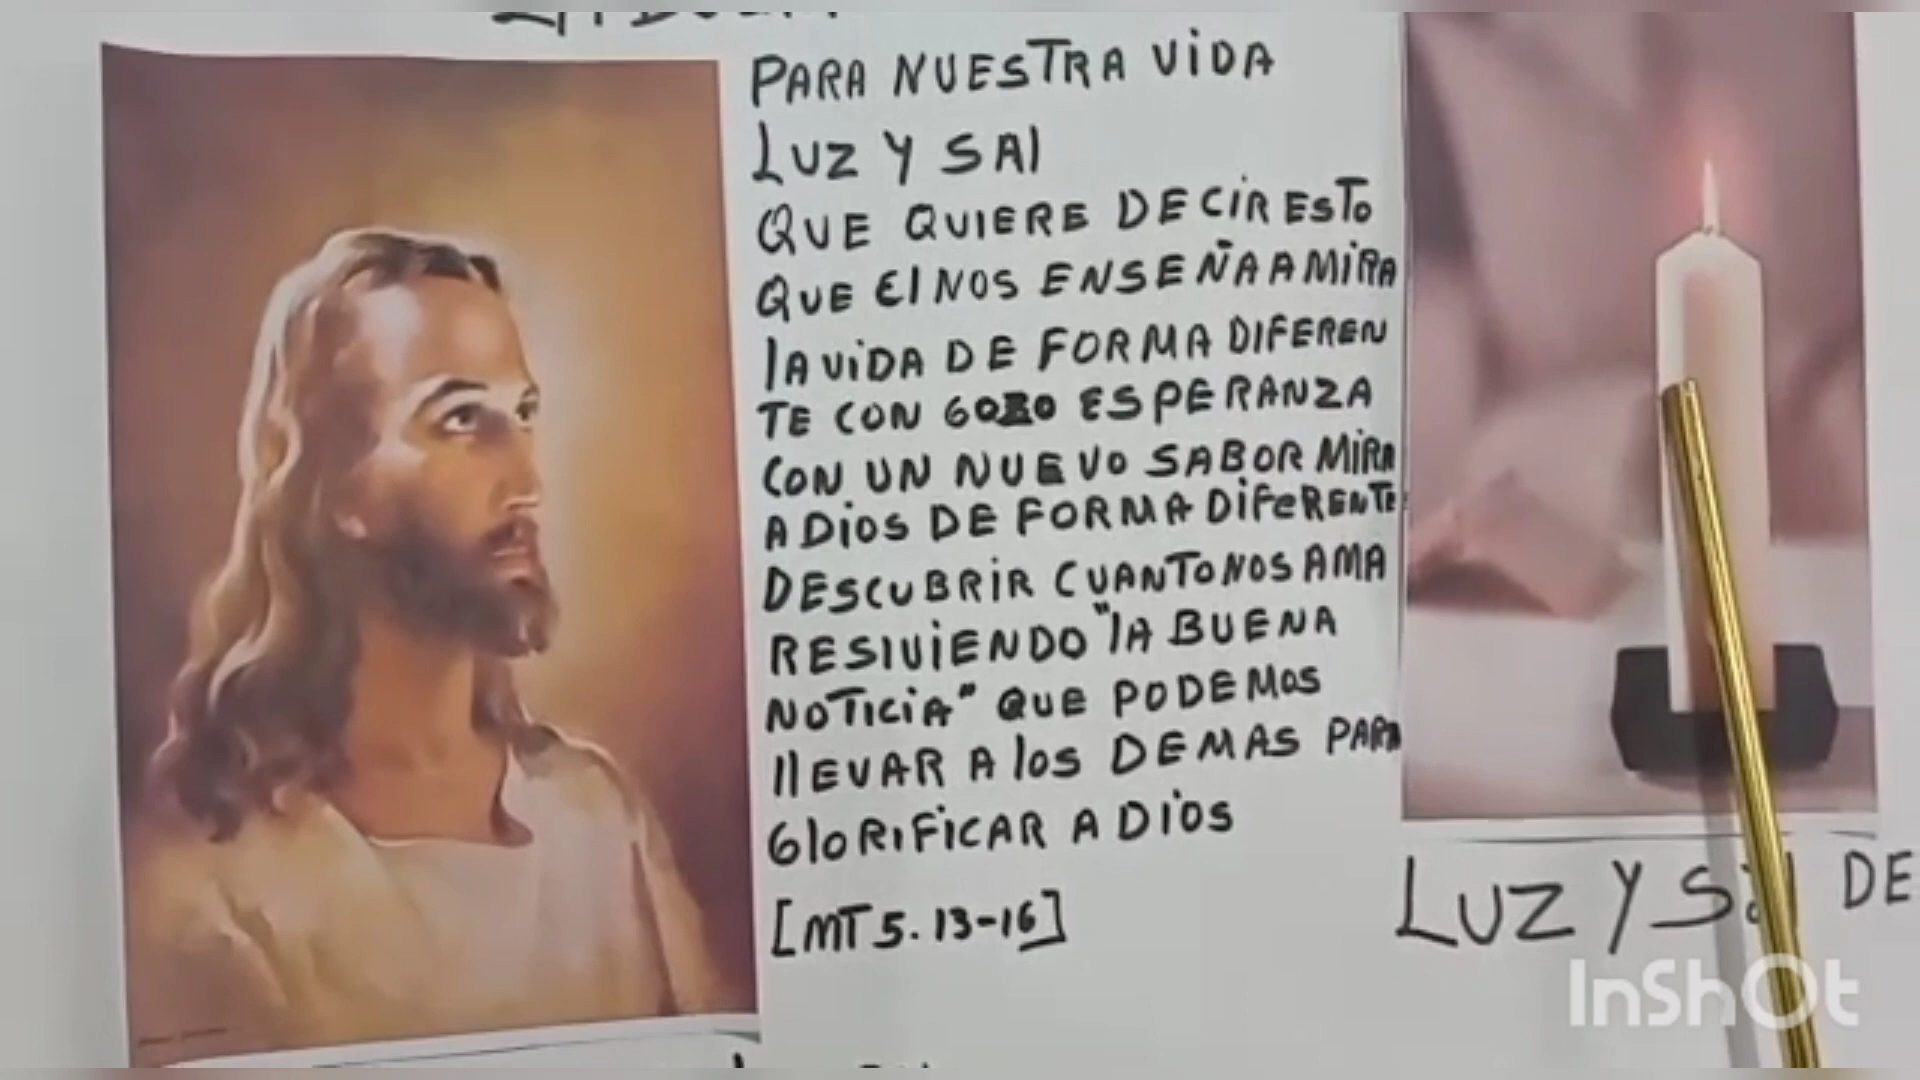 PARA NUESTRA VIDA
LUZ Y SAl
QUE QUIERE DECIR ESTO
QUE El NOS ENSEÑA A MIRA
lA VIDA DE FORMA DIFEREN
TE CON GOZO ESPERANZA
CON UN NUEVO SABOR MIRA
A DIOS DE FORMA DIFERENTE
DESCUBRIR CUANTO NOS AMA
RESIVIENDO "lA BUENA
NOTICIA" QUE PODEMOS
llEVAR A los DEMAS PARA
GlORIFICAR A DIOS
[MT 5. 13-16]
LUZ Y SAl DE
InShOt